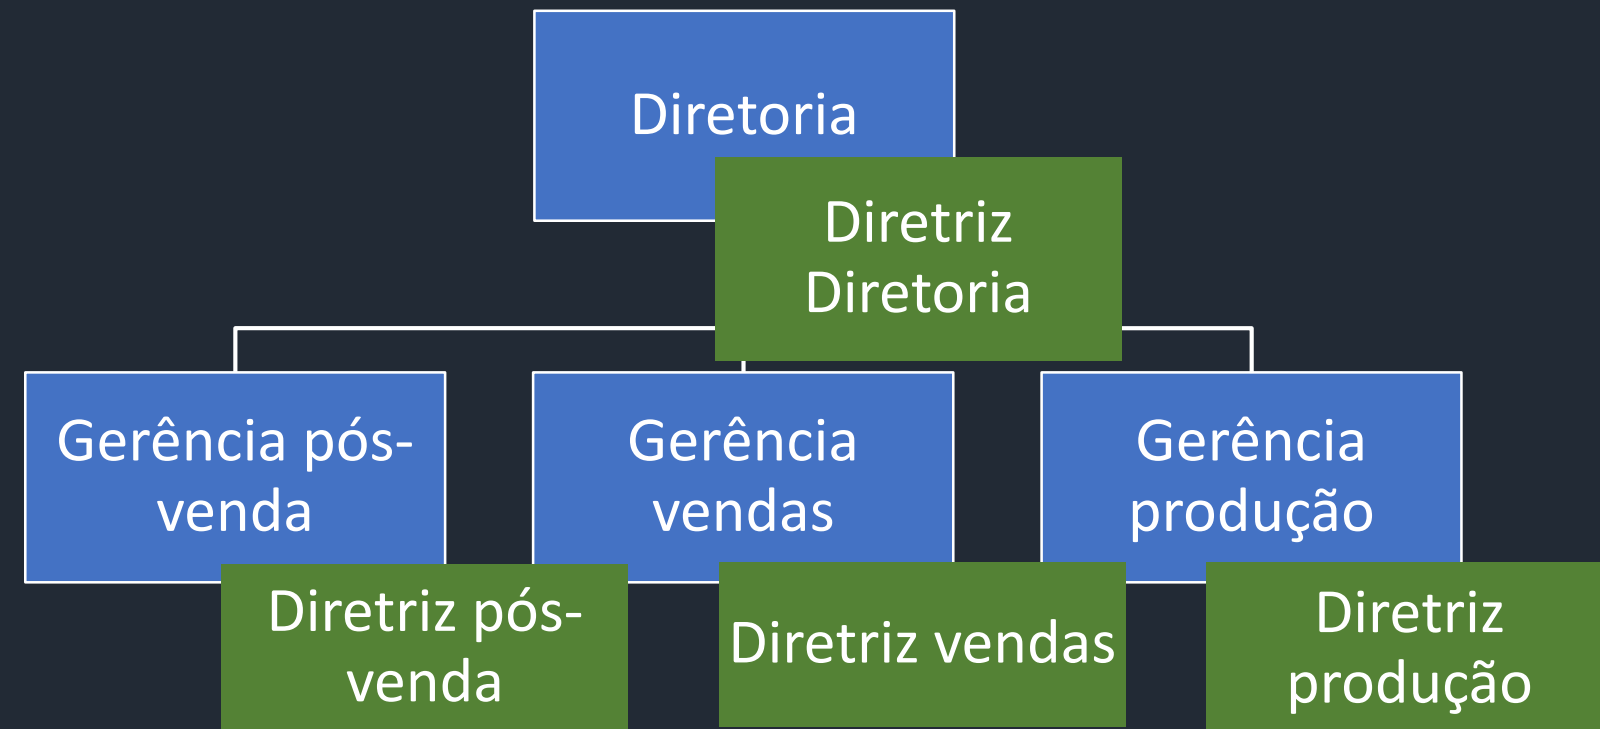 Diretoria
Diretriz
Diretoria
Gerência pós-
venda
Gerência
vendas
Gerência
produção
Diretriz pós-
venda
Diretriz vendas
Diretriz
produção